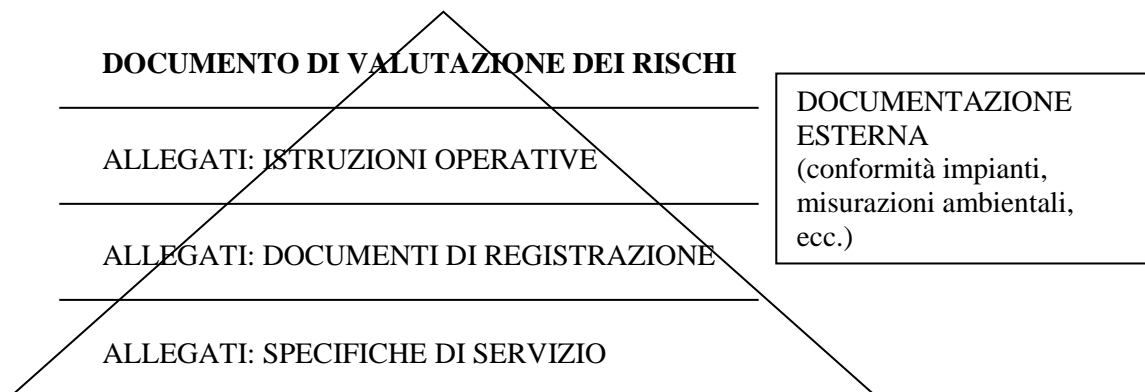 DOCUMENTO DI VALUTAZIONE DEI RISCHI
ALLEGATI: ISTRUZIONI OPERATIVE
ALLEGATI: DOCUMENTI DI REGISTRAZIONE
ALLEGATI: SPECIFICHE DI SERVIZIO
DOCUMENTAZIONE
ESTERNA
(conformità impianti,
misurazioni ambientali,
ecc.)